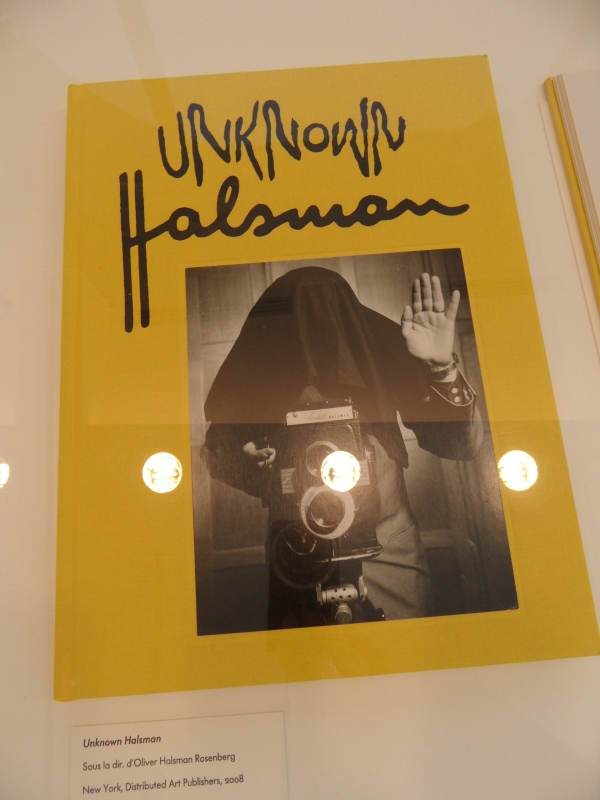 UNKNOWN
Halsman
HALSMAN
Unknown Halsman
Sous la dir. d'Oliver Halsman Rosenberg
New York, Distributed Art Publishers, 2008